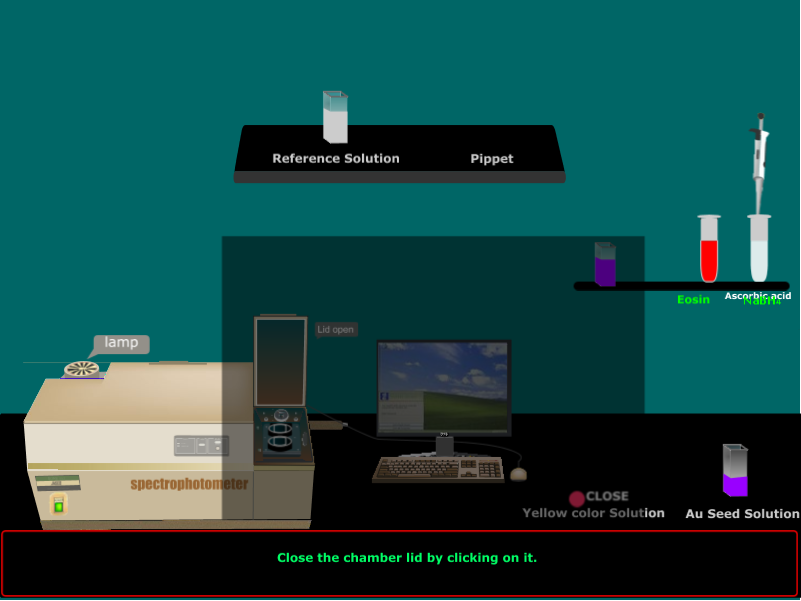 Reference Solution
Pippet
Eosin
Ascorbic acid
Lid open
lamp
spectrophotometer
CLOSE
Yellow color Solution
Au Seed Solution
Close the chamber lid by clicking on it.